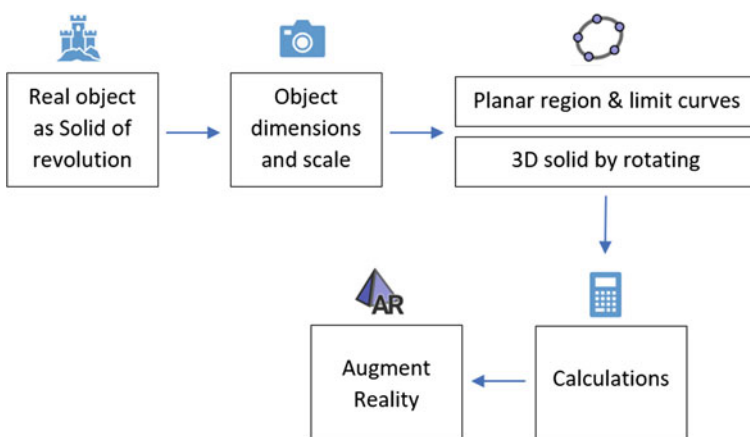 Real object
as Solid of
revolution
Object
dimensions
and scale
Planar region & limit curves
3D solid by rotating
AR
Augment
Reality
Calculations